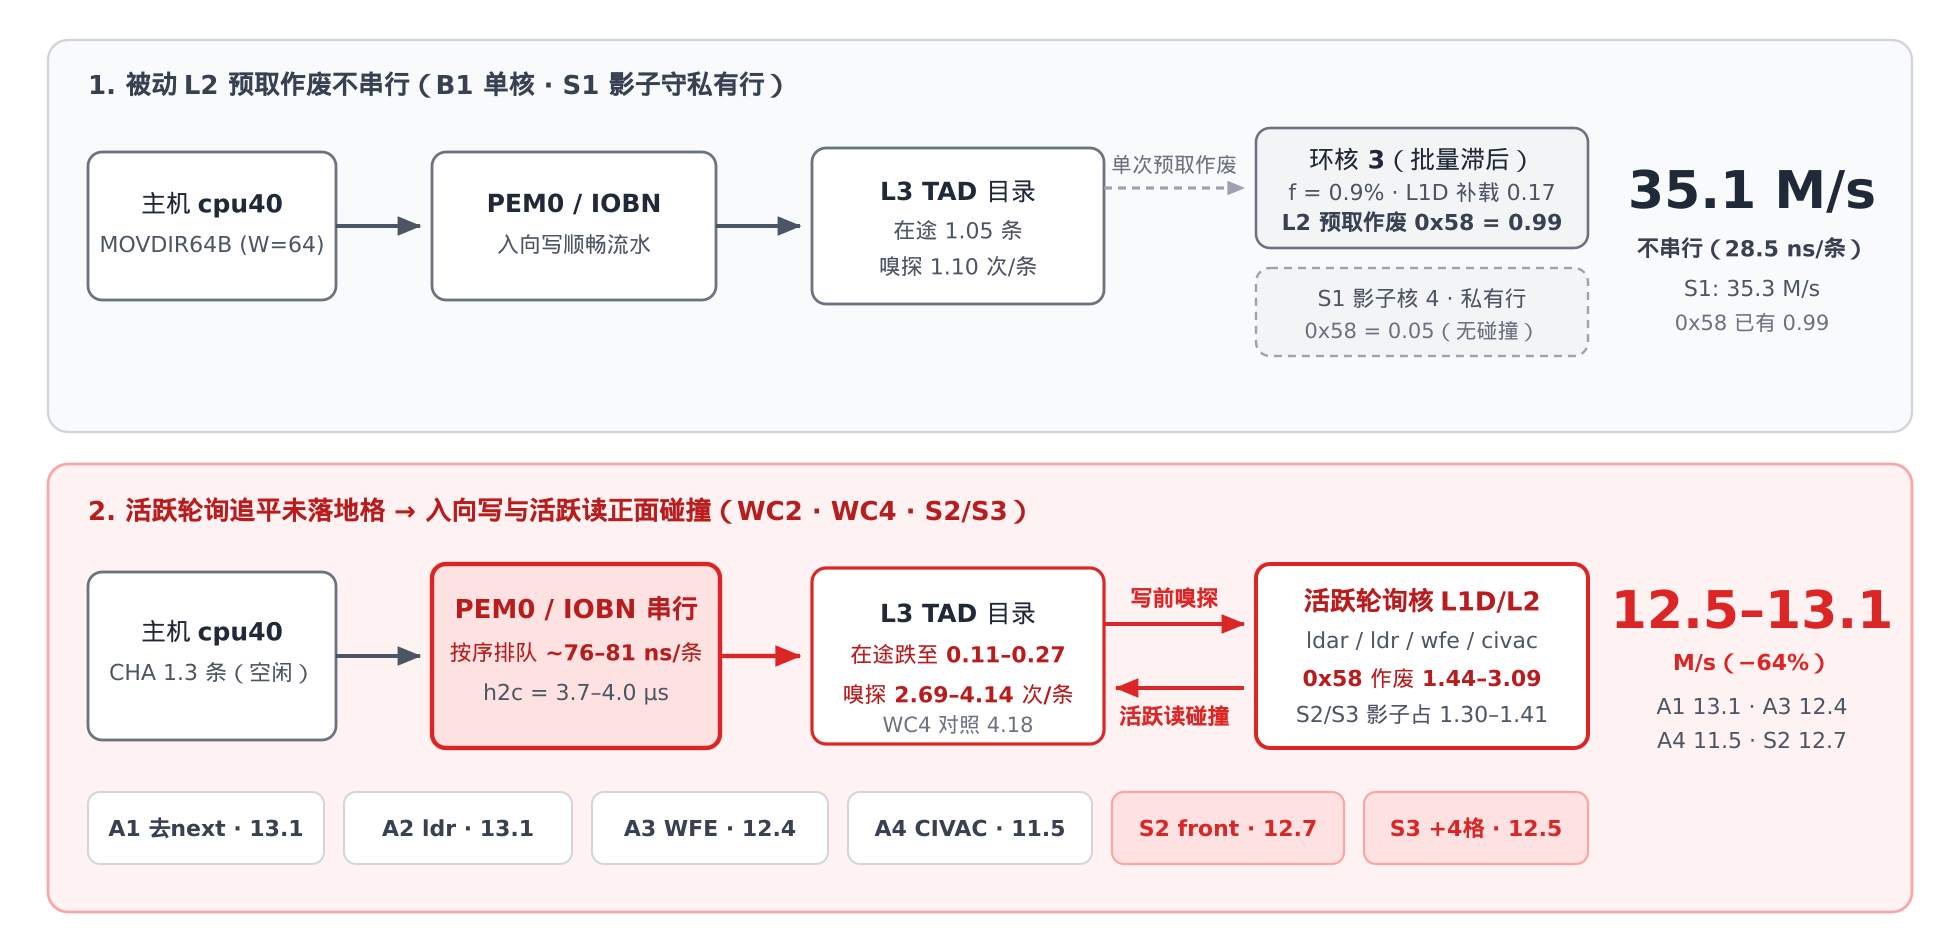 1. 被动 L2 预取作废不串行（B1 单核 · S1 影子守私有行）
主机 cpu40
MOVDIR64B (W=64)
PEM0 / IOBN
入向写顺畅流水
L3 TAD 目录
在途 1.05 条
嗅探 1.10 次/条
单次预取作废
环核 3（批量滞后）
f = 0.9% · L1D 补载 0.17
L2 预取作废 0x58 = 0.99
S1 影子核 4 · 私有行
0x58 = 0.05（无碰撞）
35.1 M/s
不串行（28.5 ns/条）
S1: 35.3 M/s
0x58 已有 0.99
2. 活跃轮询追平未落地格 → 入向写与活跃读正面碰撞（WC2 · WC4 · S2/S3）
主机 cpu40
CHA 1.3 条（空闲）
PEM0 / IOBN 串行
按序排队 ~76–81 ns/条
h2c = 3.7–4.0 µs
L3 TAD 目录
在途跌至 0.11–0.27
嗅探 2.69–4.14 次/条
WC4 对照 4.18
写前嗅探
活跃读碰撞
活跃轮询核 L1D/L2
ldar / ldr / wfe / civac
0x58 作废 1.44–3.09
S2/S3 影子占 1.30–1.41
12.5–13.1
M/s（−64%）
A1 13.1 · A3 12.4
A4 11.5 · S2 12.7
A1 去next · 13.1
A2 ldr · 13.1
A3 WFE · 12.4
A4 CIVAC · 11.5
S2 front · 12.7
S3 +4格 · 12.5